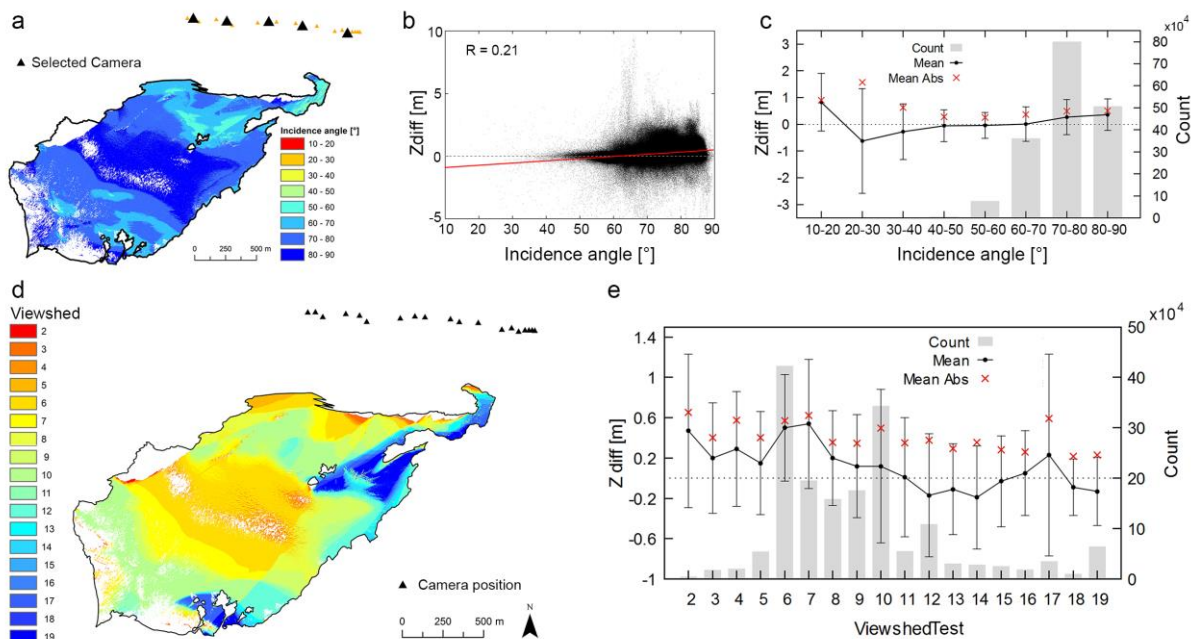 a
▲ Selected Camera
Incidence angle [°]
10 - 20
20 - 30
30 - 40
40 - 50
50 - 60
60 - 70
70 - 80
80 - 90
0 250 500 m
b
R = 0.21
Zdiff [m]
10
5
0
-5
10 20 30 40 50 60 70 80 90
Incidence angle [°]
c
Count
Mean
Mean Abs
Zdiff [m]
3
2
1
0
-1
-2
-3
x10⁴
80
70
60
50
40
30
20
10
0
Count
10-20 20-30 30-40 40-50 50-60 60-70 70-80 80-90
Incidence angle [°]
d
Viewshed
2
3
4
5
6
7
8
9
10
11
12
13
14
15
16
17
18
19
▲ Camera position
0 250 500 m
N
e
Count
Mean
Mean Abs
Z diff [m]
1.4
1
0.6
0.2
-0.2
-0.6
-1
x10⁴
50
40
30
20
10
0
Count
2 3 4 5 6 7 8 9 10 11 12 13 14 15 16 17 18 19
ViewshedTest